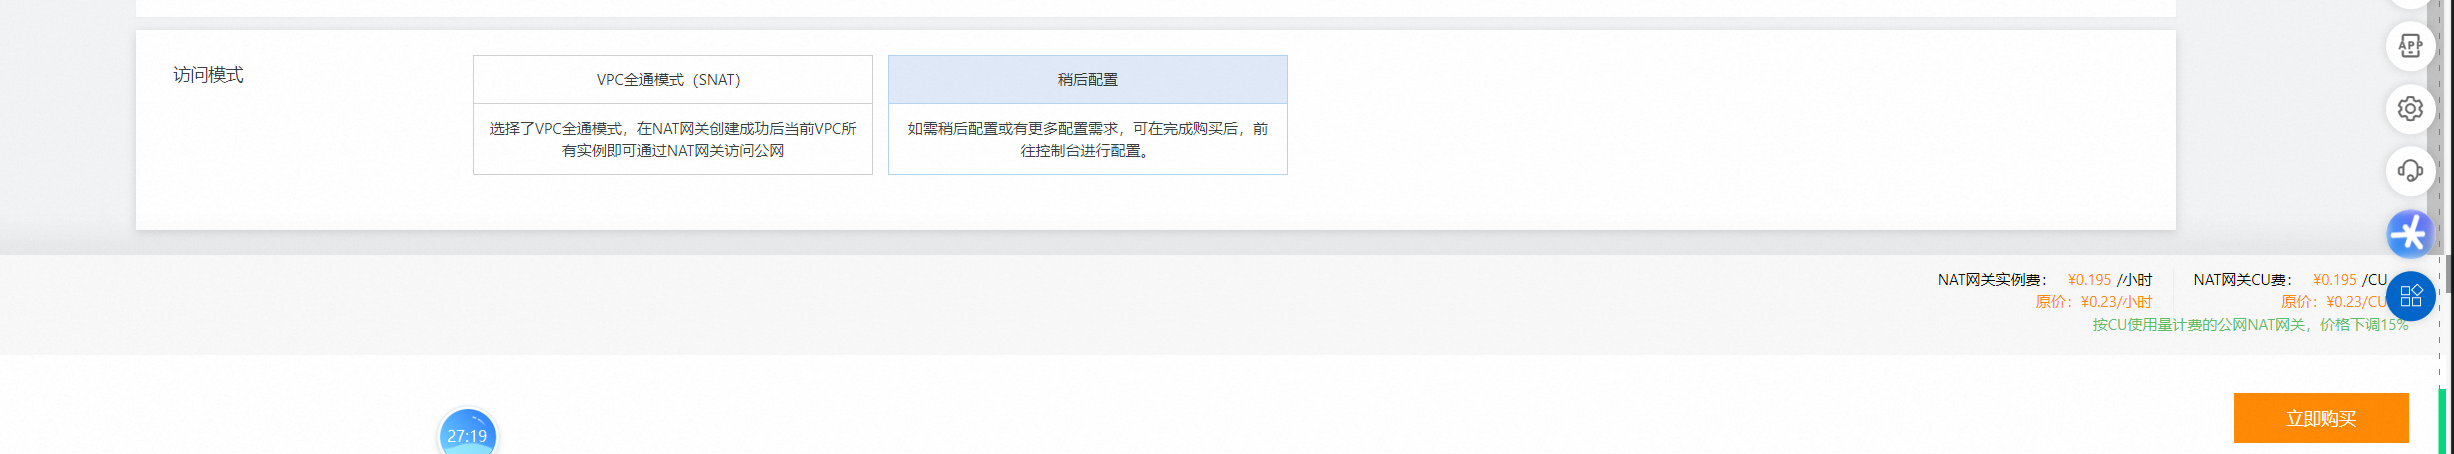 访问模式
VPC全通模式（SNAT）
选择了VPC全通模式，在NAT网关创建成功后当前VPC所
有实例即可通过NAT网关访问公网
稍后配置
如需稍后配置或有更多配置需求，可在完成购买后，前
往控制台进行配置。
APP
NAT网关实例费： ¥0.195 /小时
原价：¥0.23/小时
NAT网关CU费： ¥0.195 /CU
原价：¥0.23/CU
按CU使用量计费的公网NAT网关，价格下调15%
27:19
立即购买